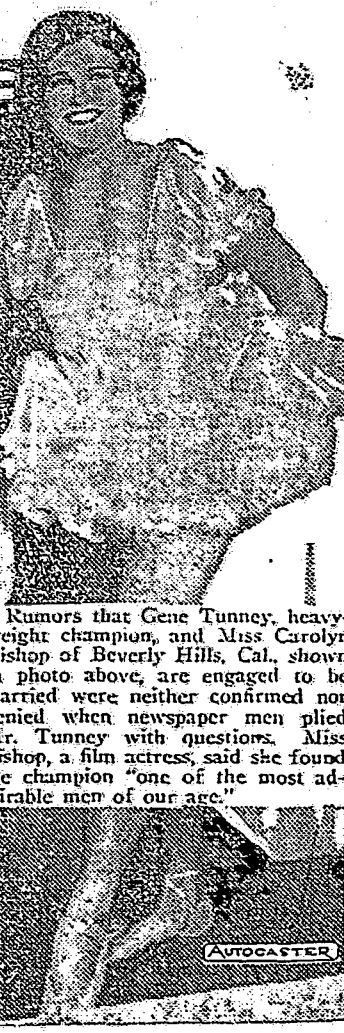 Rumors that Gene Tunney, heavy-
eight champion, and Miss Carolyn
ishop of Beverly Hills, Cal., shown
n photo above, are engaged to be
arried were neither confirmed nor
enied when newspaper men plied
r. Tunney with questions. Miss
ishop, a film actress, said she found
e champion "one of the most ad-
irable men of our age."
AUTOCASTER